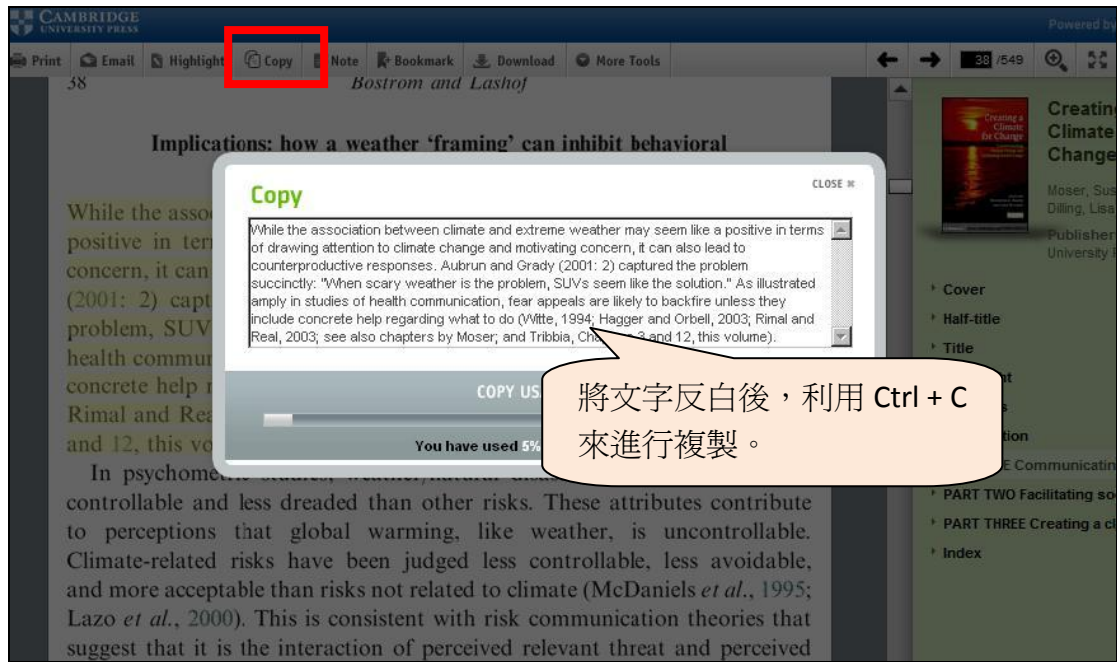 CAMBRIDGE
UNIVERSITY PRESS
Powered by
Print Email Highlight Copy Note Bookmark Download More Tools 38 /549
38 Bostrom and Lashof
Implications: how a weather ‘framing’ can inhibit behavioral
While the asso
positive in ter
concern, it can
(2001: 2) capt
problem, SUV
health commu
concrete help r
Rimal and Rea
and 12, this vo
Copy
CLOSE
While the association between climate and extreme weather may seem like a positive in terms
of drawing attention to climate change and motivating concern, it can also lead to
counterproductive responses. Aubrun and Grady (2001: 2) captured the problem
succinctly: "When scary weather is the problem, SUVs seem like the solution." As illustrated
amply in studies of health communication, fear appeals are likely to backfire unless they
include concrete help regarding what to do (Witte, 1994; Hagger and Orbell, 2003; Rimal and
Real, 2003; see also chapters by Moser; and Tribbia, Cha 3 and 12, this volume).
COPY US
You have used 5%
將文字反白後，利用 Ctrl + C
來進行複製。
In psychome
controllable and less dreaded than other risks. These attributes contribute
to perceptions that global warming, like weather, is uncontrollable.
Climate-related risks have been judged less controllable, less avoidable,
and more acceptable than risks not related to climate (McDaniels et al., 1995;
Lazo et al., 2000). This is consistent with risk communication theories that
suggest that it is the interaction of perceived relevant threat and perceived
Creating a
Climate
for Change
Creatin
Climate
Change
Moser, Sus
Dilling, Lisa
Publisher
University
Cover
Half-title
Title
nt
s
tion
E Communicatin
PART TWO Facilitating so
PART THREE Creating a cl
Index